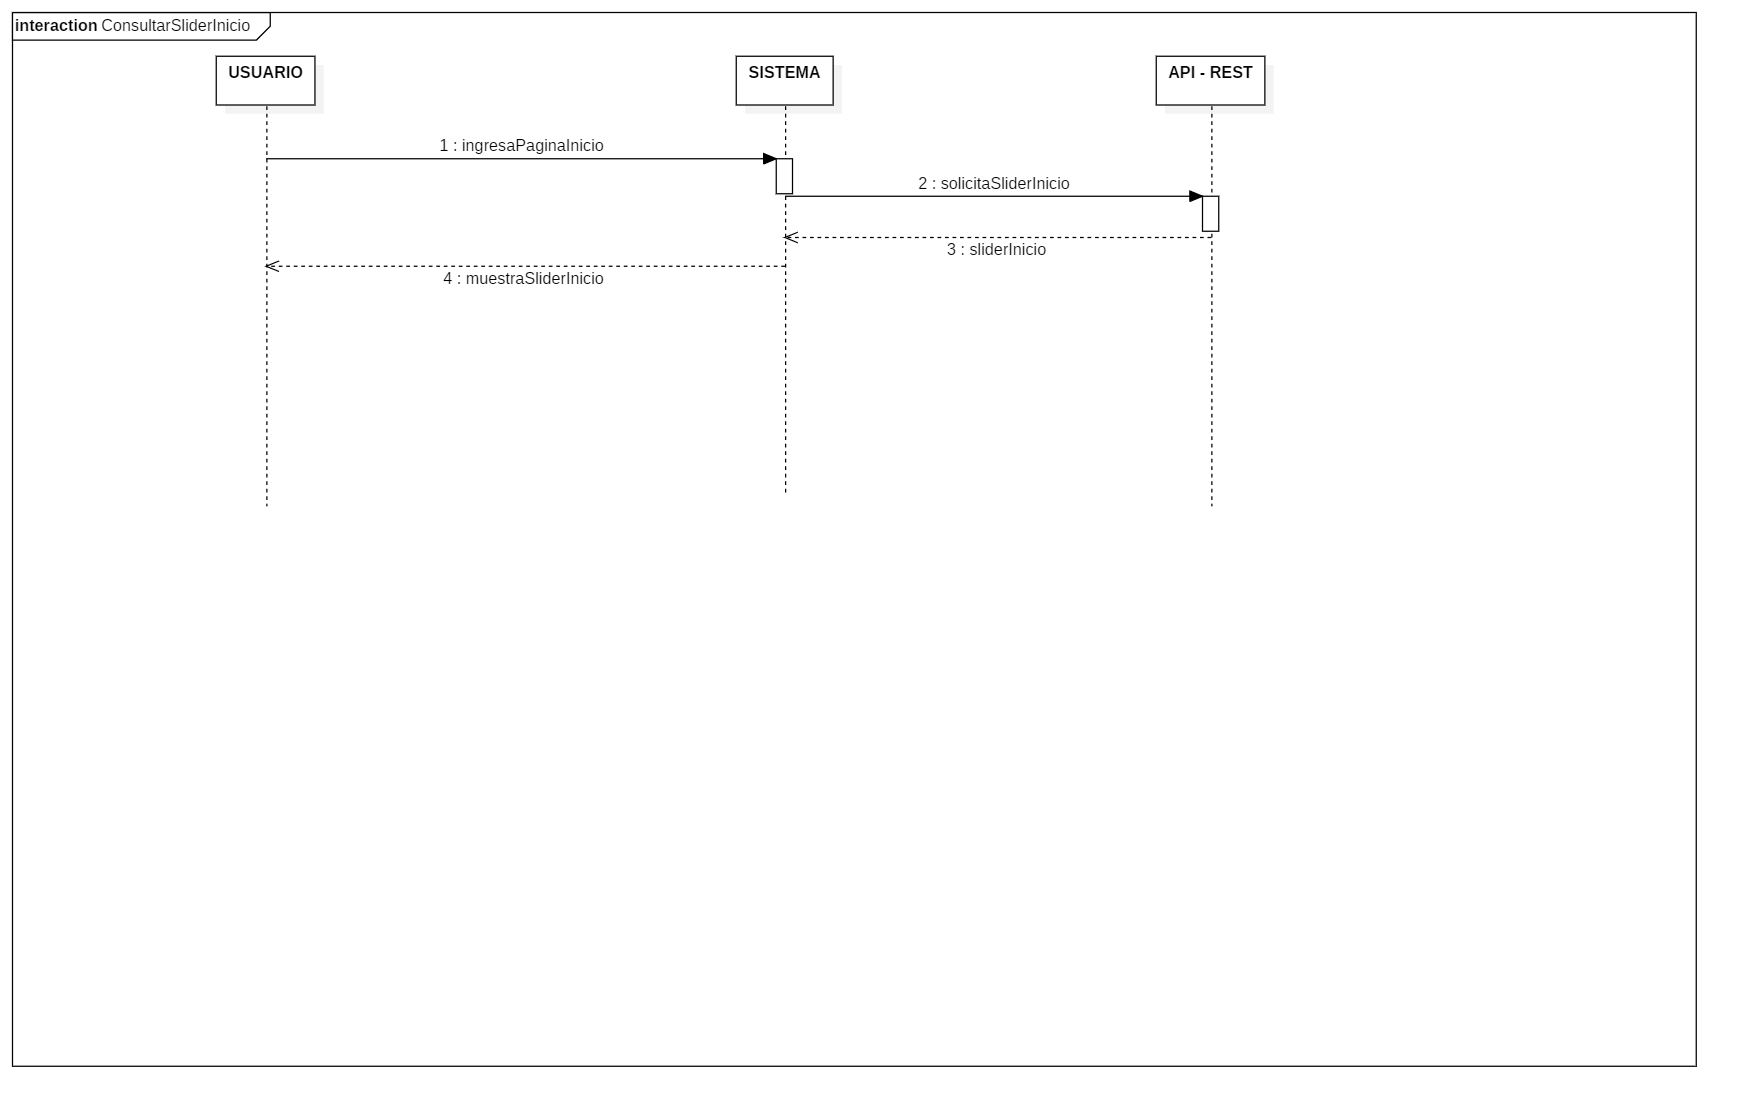 interaction ConsultarSliderInicio
USUARIO
SISTEMA
API - REST
1 : ingresaPaginaInicio
2 : solicitaSliderInicio
3 : sliderInicio
4 : muestraSliderInicio